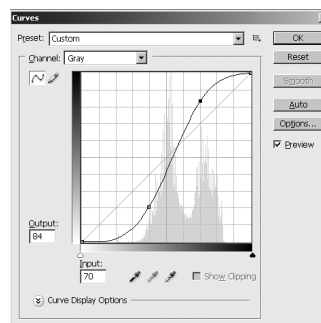 Curves
Preset: Custom
OK
Channel: Gray
Reset
Smooth
Auto
Options...
Preview
Output:
84
Input:
70
Show Clipping
Curve Display Options